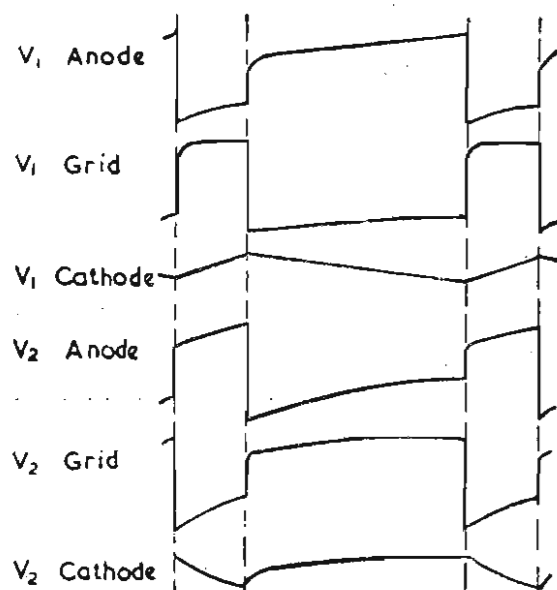 V₁ Anode
V₁ Grid
V₁ Cathode
V₂ Anode
V₂ Grid
V₂ Cathode